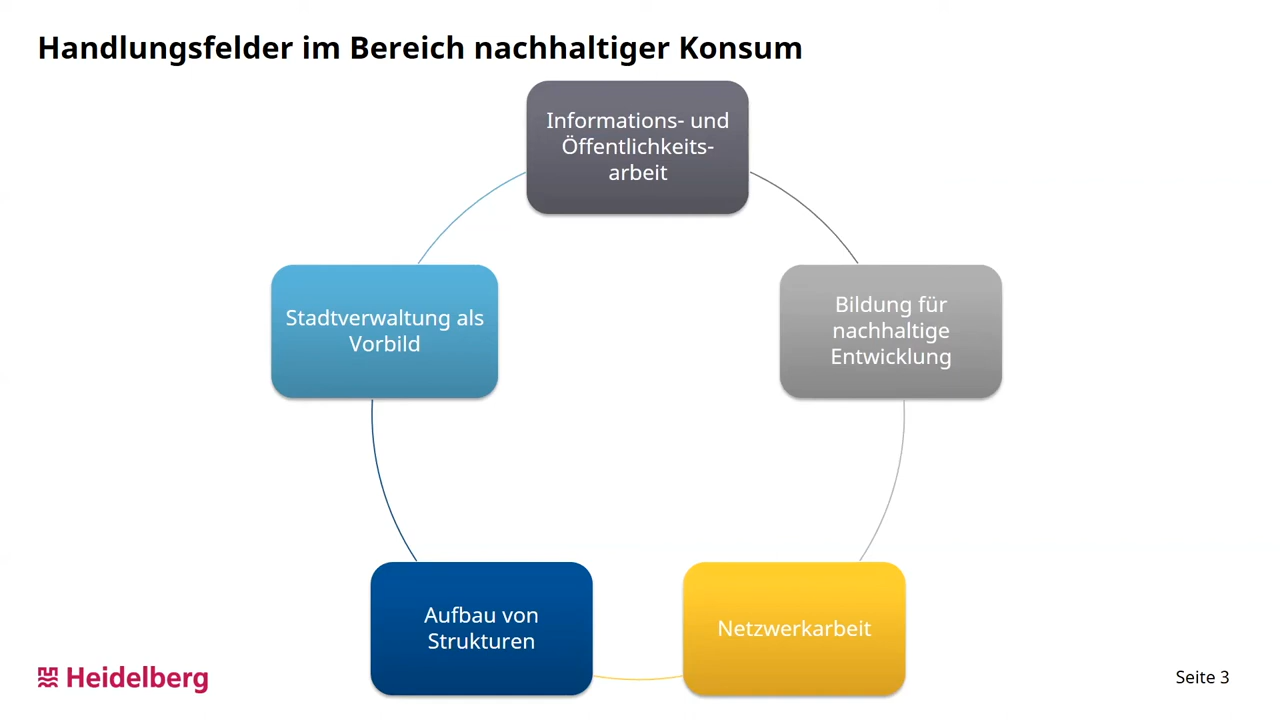 Handlungsfelder im Bereich nachhaltiger Konsum
Informations- und
Öffentlichkeits-
arbeit
Stadtverwaltung als
Vorbild
Bildung für
nachhaltige
Entwicklung
Aufbau von
Strukturen
Netzwerkarbeit
Heidelberg
Seite 3